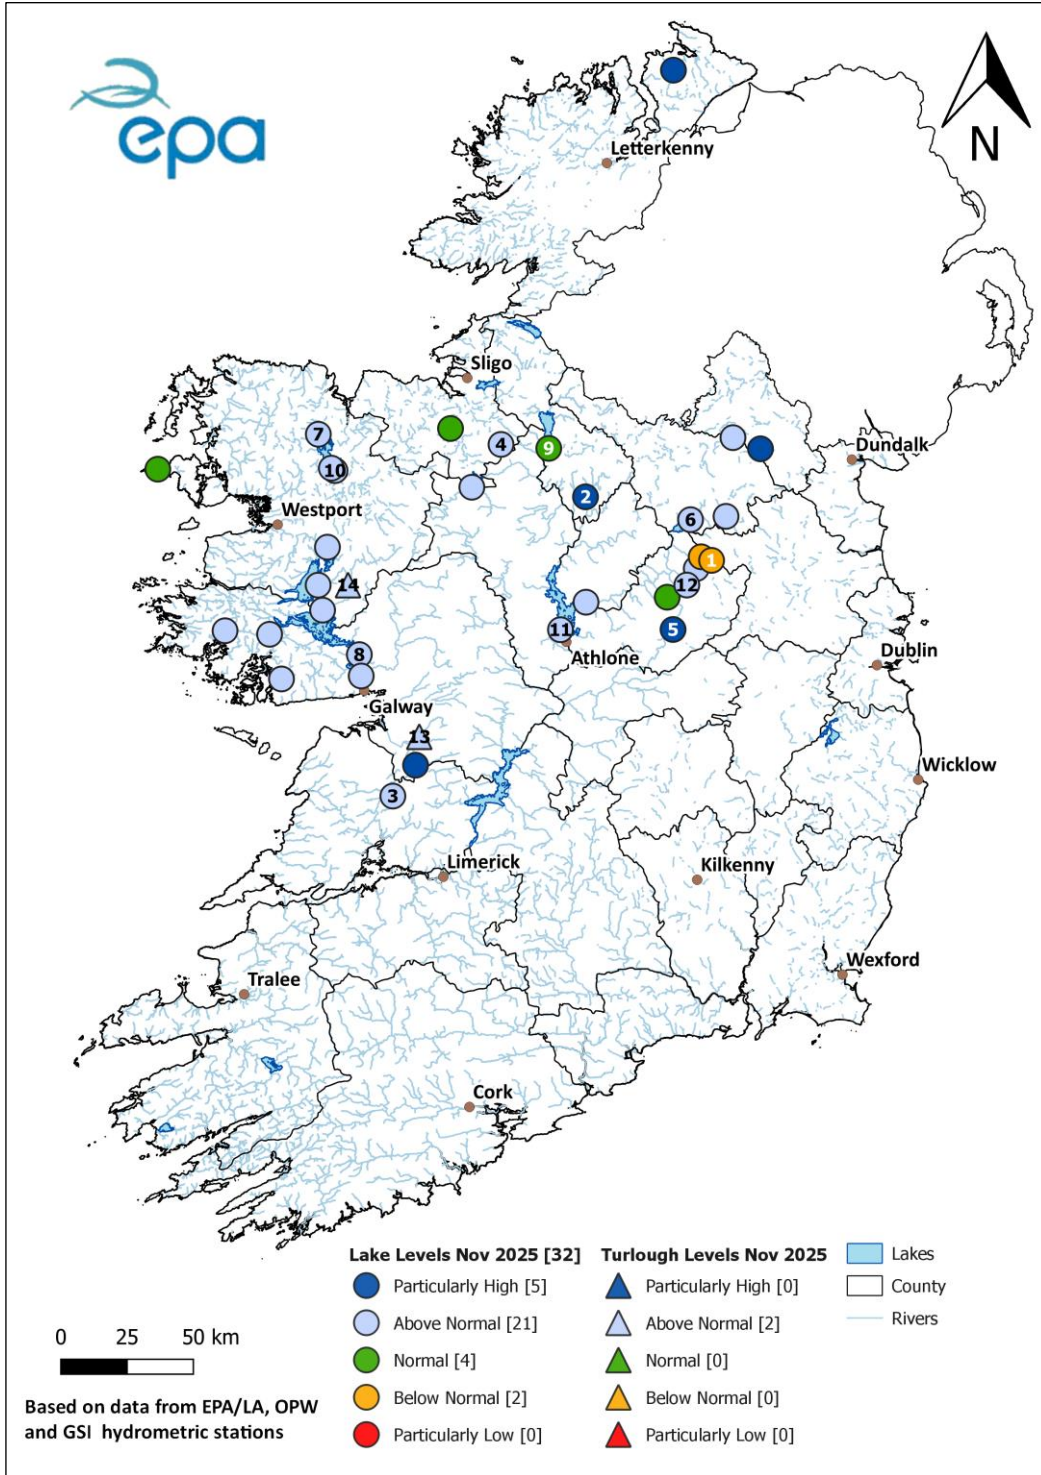 epa
N
Letterkenny
Sligo
Dundalk
7
4
9
10
2
Westport
6
1
14
12
11
5
Athlone
8
Dublin
Galway
13
Wicklow
3
Limerick
Kilkenny
Wexford
Tralee
Cork
Lake Levels Nov 2025 [32]
Particularly High [5]
Above Normal [21]
Normal [4]
Below Normal [2]
Particularly Low [0]
Turlough Levels Nov 2025
Particularly High [0]
Above Normal [2]
Normal [0]
Below Normal [0]
Particularly Low [0]
Lakes
County
Rivers
0 25 50 km
Based on data from EPA/LA, OPW
and GSI hydrometric stations